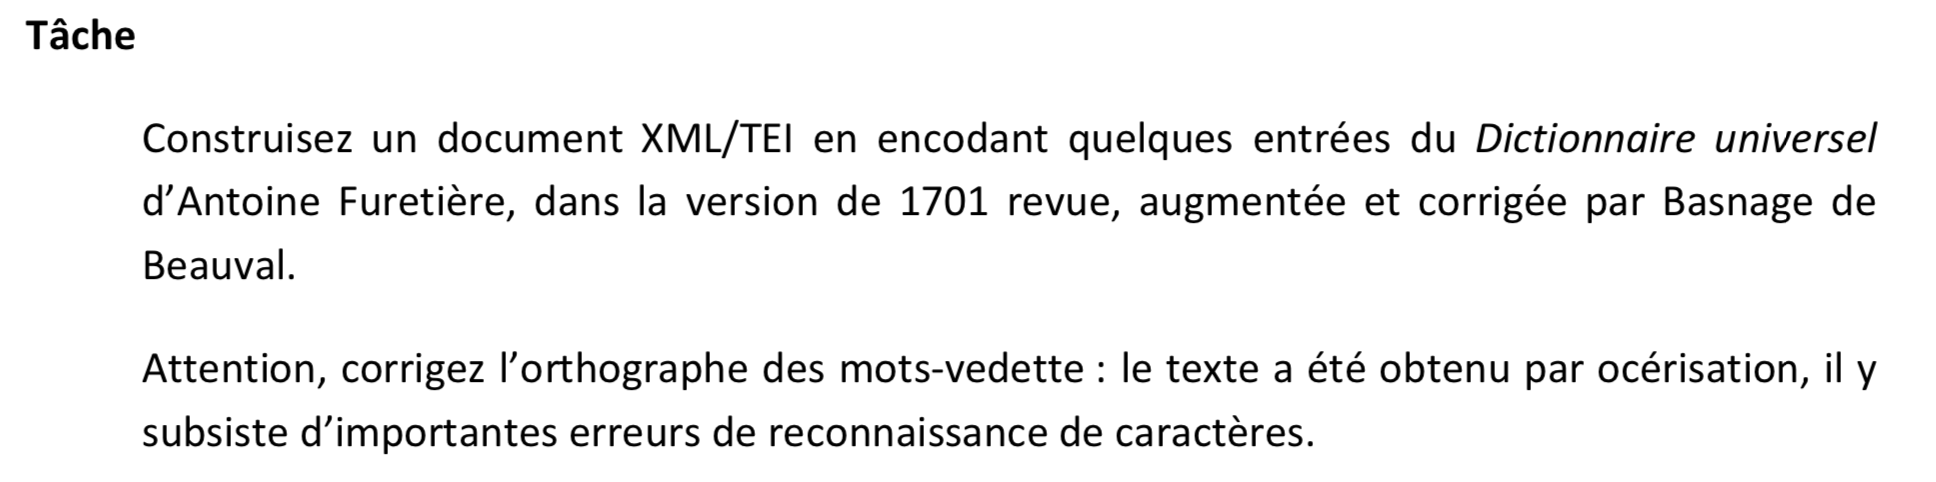 Tâche
Construisez un document XML/TEI en encodant quelques entrées du Dictionnaire universel
d’Antoine Furetière, dans la version de 1701 revue, augmentée et corrigée par Basnage de
Beauval.
Attention, corrigez l’orthographe des mots-vedette : le texte a été obtenu par océrisation, il y
subsiste d’importantes erreurs de reconnaissance de caractères.